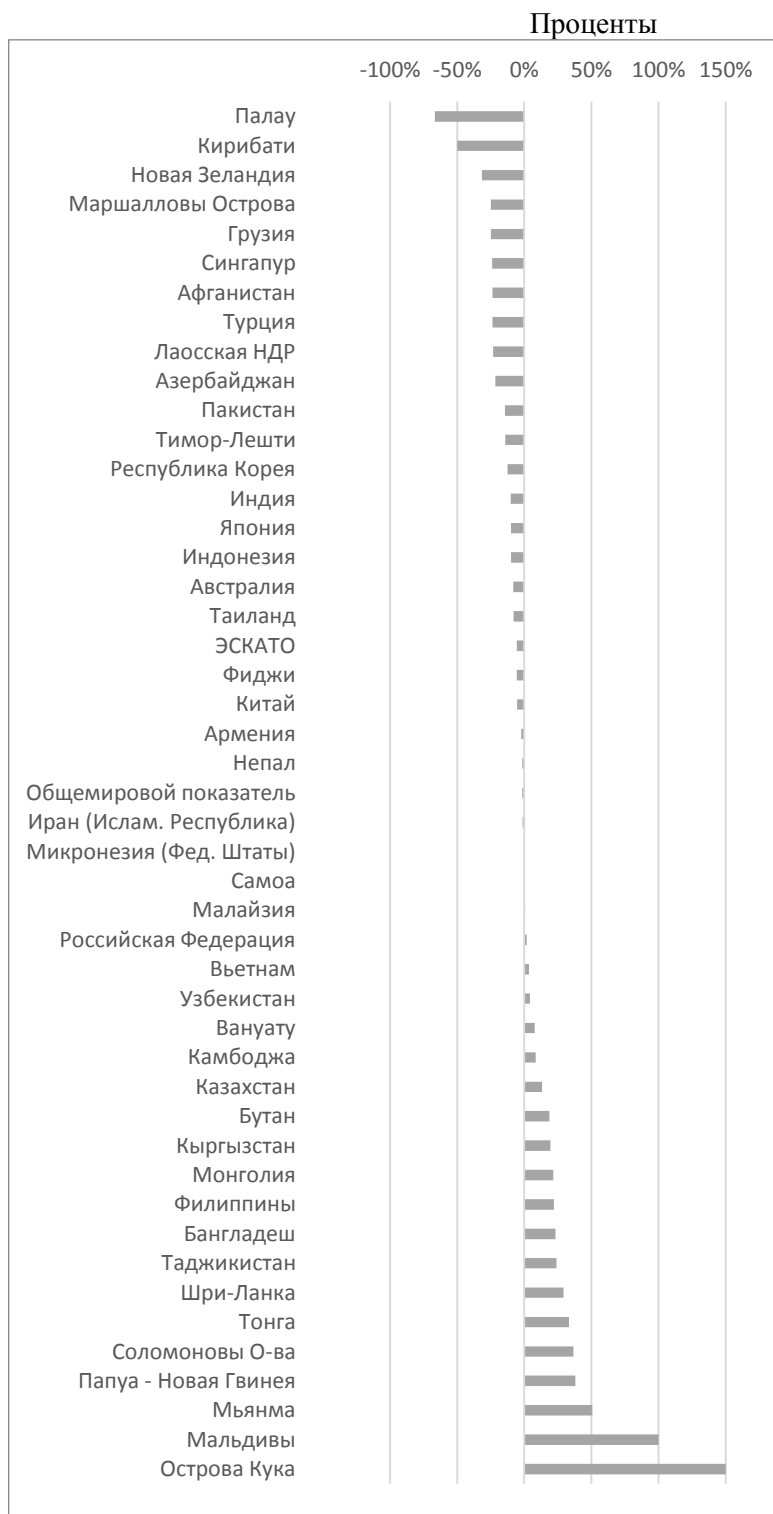 Проценты
-100% -50% 0% 50% 100% 150%
Палау
Кирибати
Новая Зеландия
Маршалловы Острова
Грузия
Сингапур
Афганистан
Турция
Лаосская НДР
Азербайджан
Пакистан
Тимор-Лешти
Республика Корея
Индия
Япония
Индонезия
Австралия
Таиланд
ЭСКАТО
Фиджи
Китай
Армения
Непал
Общемировой показатель
Иран (Ислам. Республика)
Микронезия (Фед. Штаты)
Самоа
Малайзия
Российская Федерация
Вьетнам
Узбекистан
Вануату
Камбоджа
Казахстан
Бутан
Кыргызстан
Монголия
Филиппины
Бангладеш
Таджикистан
Шри-Ланка
Тонга
Соломоновы О-ва
Папуа - Новая Гвинея
Мьянма
Мальдивы
Острова Кука